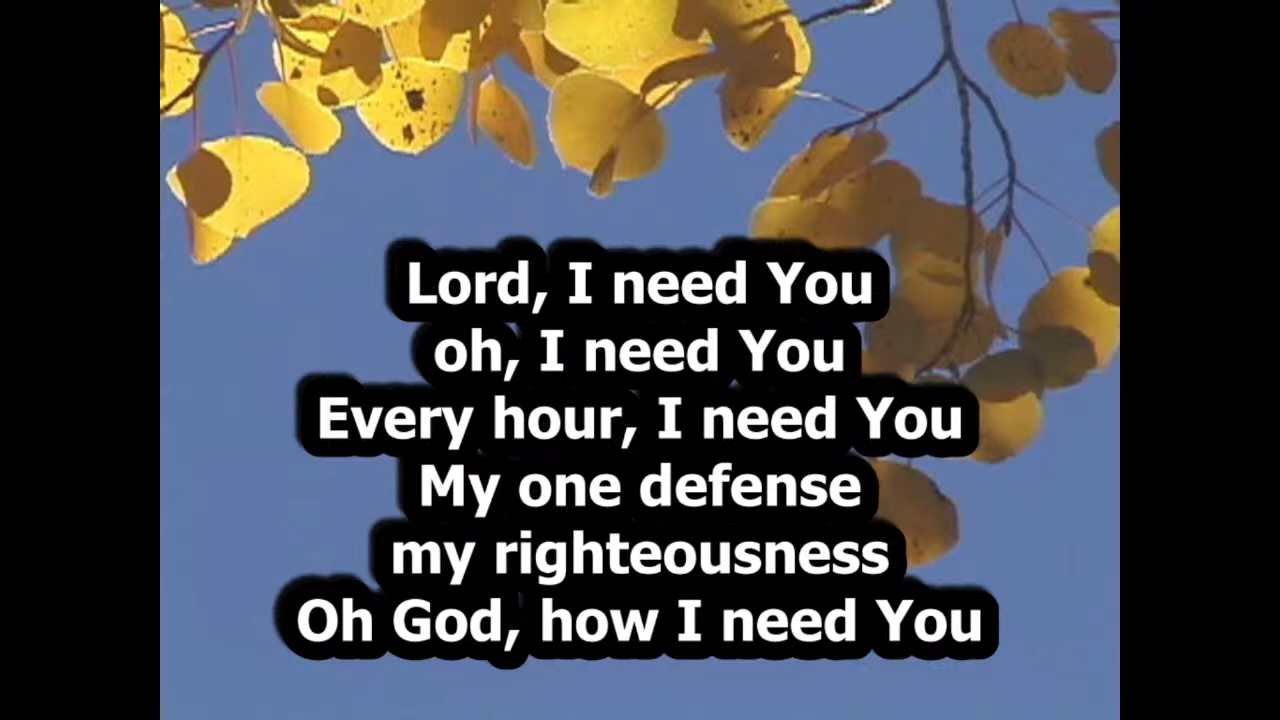 Lord, I need You
oh, I need You
Every hour, I need You
My one defense
my righteousness
Oh God, how I need You